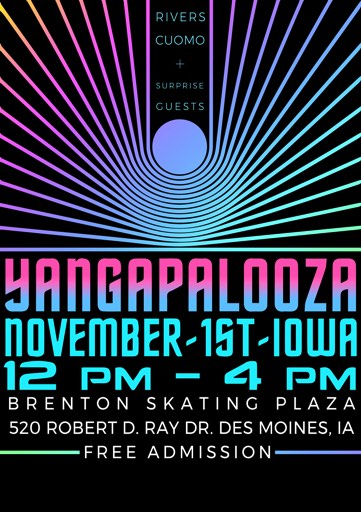 RIVERS
CUOMO
+
SURPRISE
GUESTS
YANGAPALOOZA
NOVEMBER-1ST-IOWA
12 PM - 4 PM
BRENTON SKATING PLAZA
520 ROBERT D. RAY DR. DES MOINES, IA
FREE ADMISSION